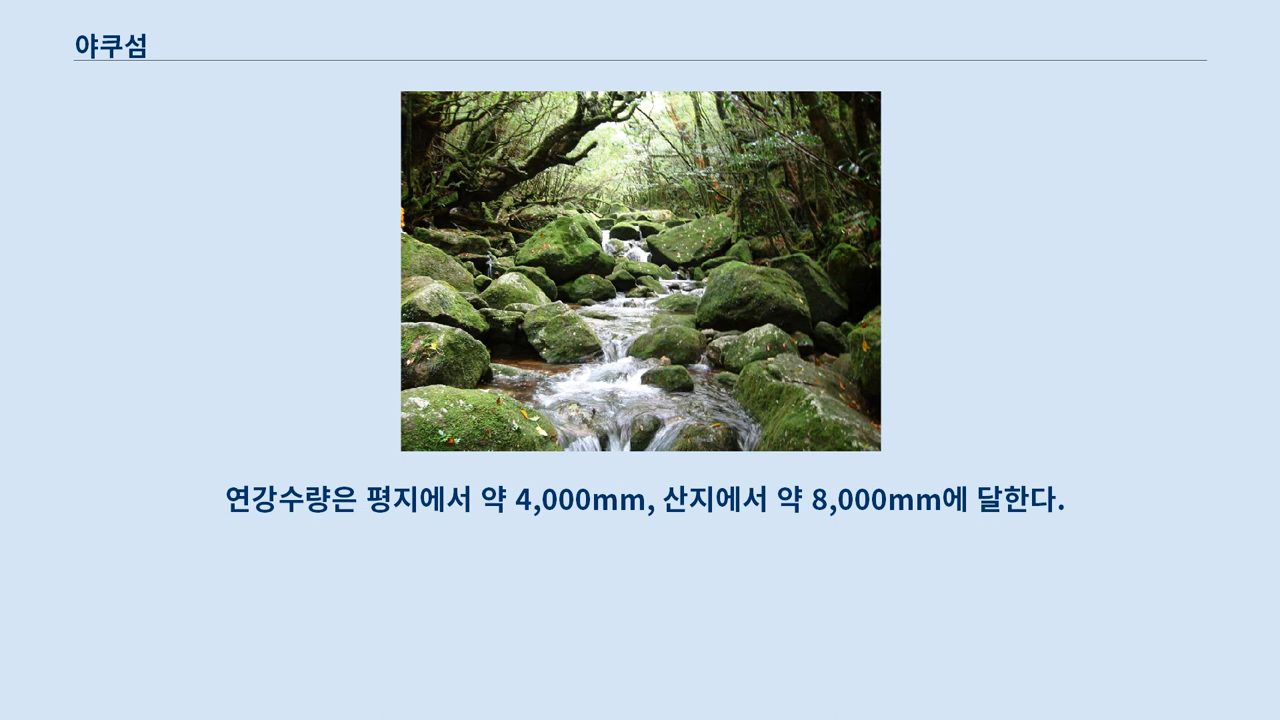 야쿠섬
연강수량은 평지에서 약 4,000mm, 산지에서 약 8,000mm에 달한다.